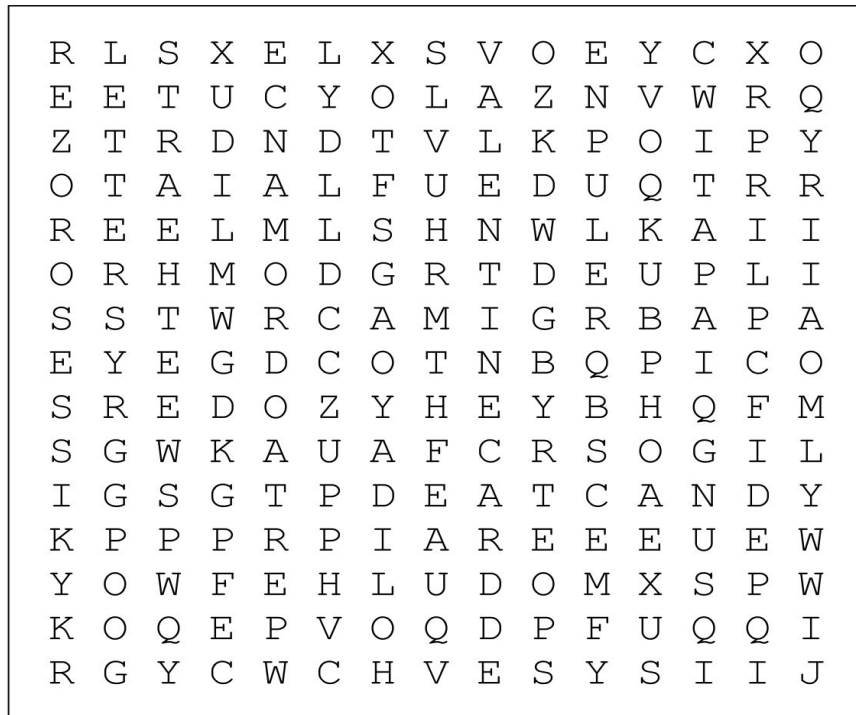 R L S X E L X S V O E Y C X O
E E T U C Y O L A Z N V W R Q
Z T R D N D T V L K P O I P Y
O T A I A L F U E D U Q T R R
R E E L M L S H N W L K A I I
O R H M O D G R T D E U P L I
S S T W R C A M I G R B A P A
E Y E G D C O T N B Q P I C O
S R E D O Z Y H E Y B H Q F M
S G W K A U A F C R S O G I L
I G S G T P D E A T C A N D Y
K P P P R P I A R E E E U E W
Y O W F E H L U D O M X S P W
K O Q E P V O Q D P F U Q Q I
R G Y C W C H V E S Y S I I J